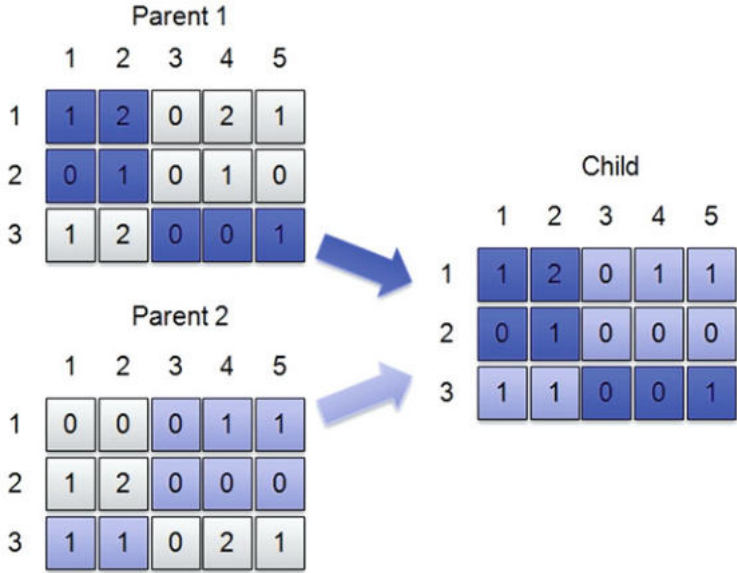 Parent 1
1 2 3 4 5
1 1 2 0 2 1
2 0 1 0 1 0
3 1 2 0 0 1
Parent 2
1 2 3 4 5
1 0 0 0 1 1
2 1 2 0 0 0
3 1 1 0 2 1
Child
1 2 3 4 5
1 1 2 0 1 1
2 0 1 0 0 0
3 1 1 0 0 1